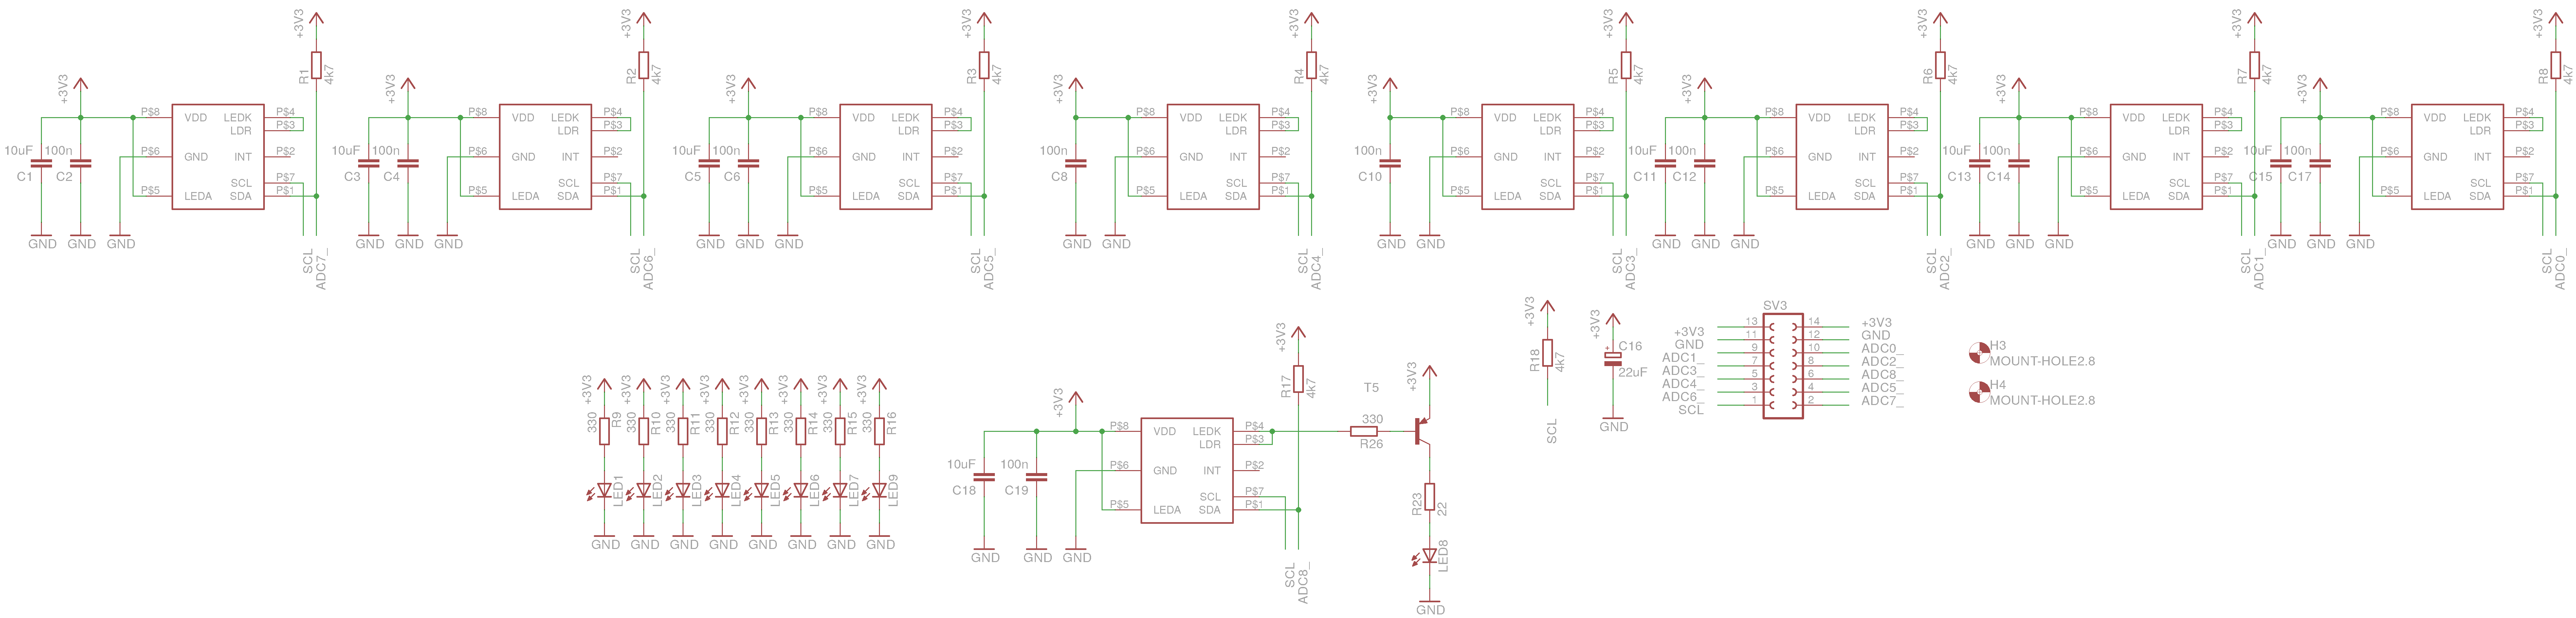 +3V3 +3V3 +3V3 +3V3 +3V3 +3V3 +3V3 +3V3
R1 4k7 R2 4k7 R3 4k7 R4 4k7 R5 4k7 R6 4k7 R7 4k7 R8 4k7
+3V3 +3V3 +3V3 +3V3 +3V3 +3V3 +3V3 +3V3
P$8 VDD LEDK P$4 P$8 VDD LEDK P$4 P$8 VDD LEDK P$4 P$8 VDD LEDK P$4 P$8 VDD LEDK P$4 P$8 VDD LEDK P$4 P$8 VDD LEDK P$4 P$8 VDD LEDK P$4
LDR P$3 LDR P$3 LDR P$3 LDR P$3 LDR P$3 LDR P$3 LDR P$3 LDR P$3
10uF 100n P$6 GND INT P$2 10uF 100n P$6 GND INT P$2 10uF 100n P$6 GND INT P$2 100n P$6 GND INT P$2 100n P$6 GND INT P$2 10uF 100n P$6 GND INT P$2 10uF 100n P$6 GND INT P$2 10uF 100n P$6 GND INT P$2
C1 C2 SCL P$7 C3 C4 SCL P$7 C5 C6 SCL P$7 C8 SCL P$7 C10 SCL P$7 C11 C12 SCL P$7 C13 C14 SCL P$7 C15 C17 SCL P$7
P$5 LEDA SDA P$1 P$5 LEDA SDA P$1 P$5 LEDA SDA P$1 P$5 LEDA SDA P$1 P$5 LEDA SDA P$1 P$5 LEDA SDA P$1 P$5 LEDA SDA P$1 P$5 LEDA SDA P$1
GND GND GND GND GND GND GND GND GND GND GND GND GND GND GND GND GND GND GND GND GND GND
SCL ADC7_ SCL ADC6_ SCL ADC5_ SCL ADC4_ SCL ADC3_ SCL ADC2_ SCL ADC1_ SCL ADC0_
+3V3 R18 4k7 SCL
+3V3 C16 22uF GND
SV3
+3V3 13 14 +3V3
GND 11 12 GND
ADC1_ 9 10 ADC0_
ADC3_ 7 8 ADC2_
ADC4_ 5 6 ADC8_
ADC6_ 3 4 ADC5_
SCL 1 2 ADC7_
H3
MOUNT-HOLE2.8
H4
MOUNT-HOLE2.8
+3V3 +3V3 +3V3 +3V3 +3V3 +3V3 +3V3 +3V3
330 R9 330 R10 330 R11 330 R12 330 R13 330 R14 330 R15 330 R16
LED1 LED2 LED3 LED4 LED5 LED6 LED7 LED9
GND GND GND GND GND GND GND GND
+3V3 R17 4k7
+3V3
P$8 VDD LEDK P$4
LDR P$3
10uF 100n P$6 GND INT P$2
C18 C19 SCL P$7
P$5 LEDA SDA P$1
GND GND GND
SCL ADC8_
T5 +3V3
330
R26
R23 22
LED8
GND